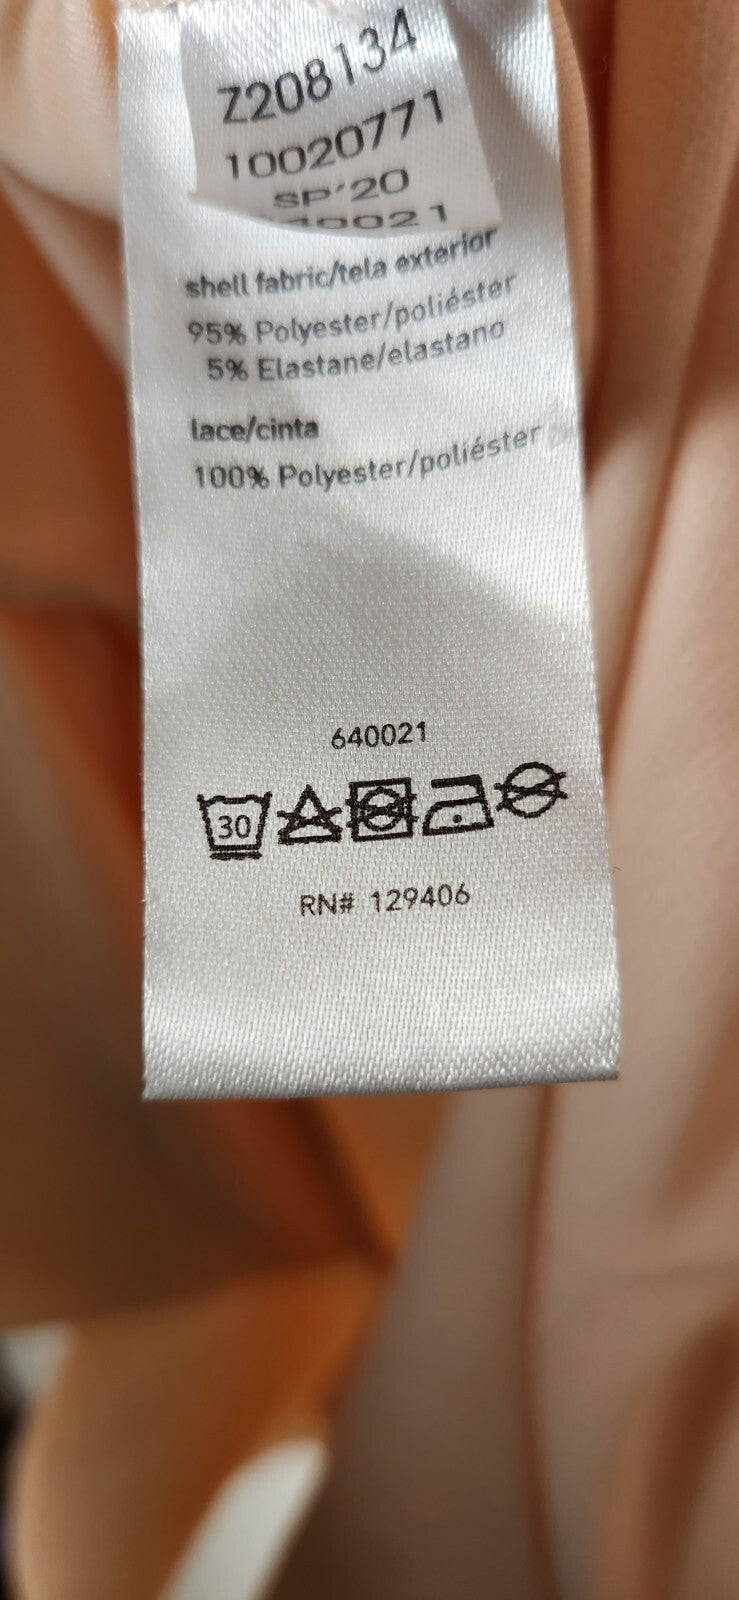 Z208134
10020771
SP'20
shell fabric/tela exterior
95% Polyester/poliéster
5% Elastane/elastano
lace/cinta
100% Polyester/poliéster
640021
30
RN# 129406